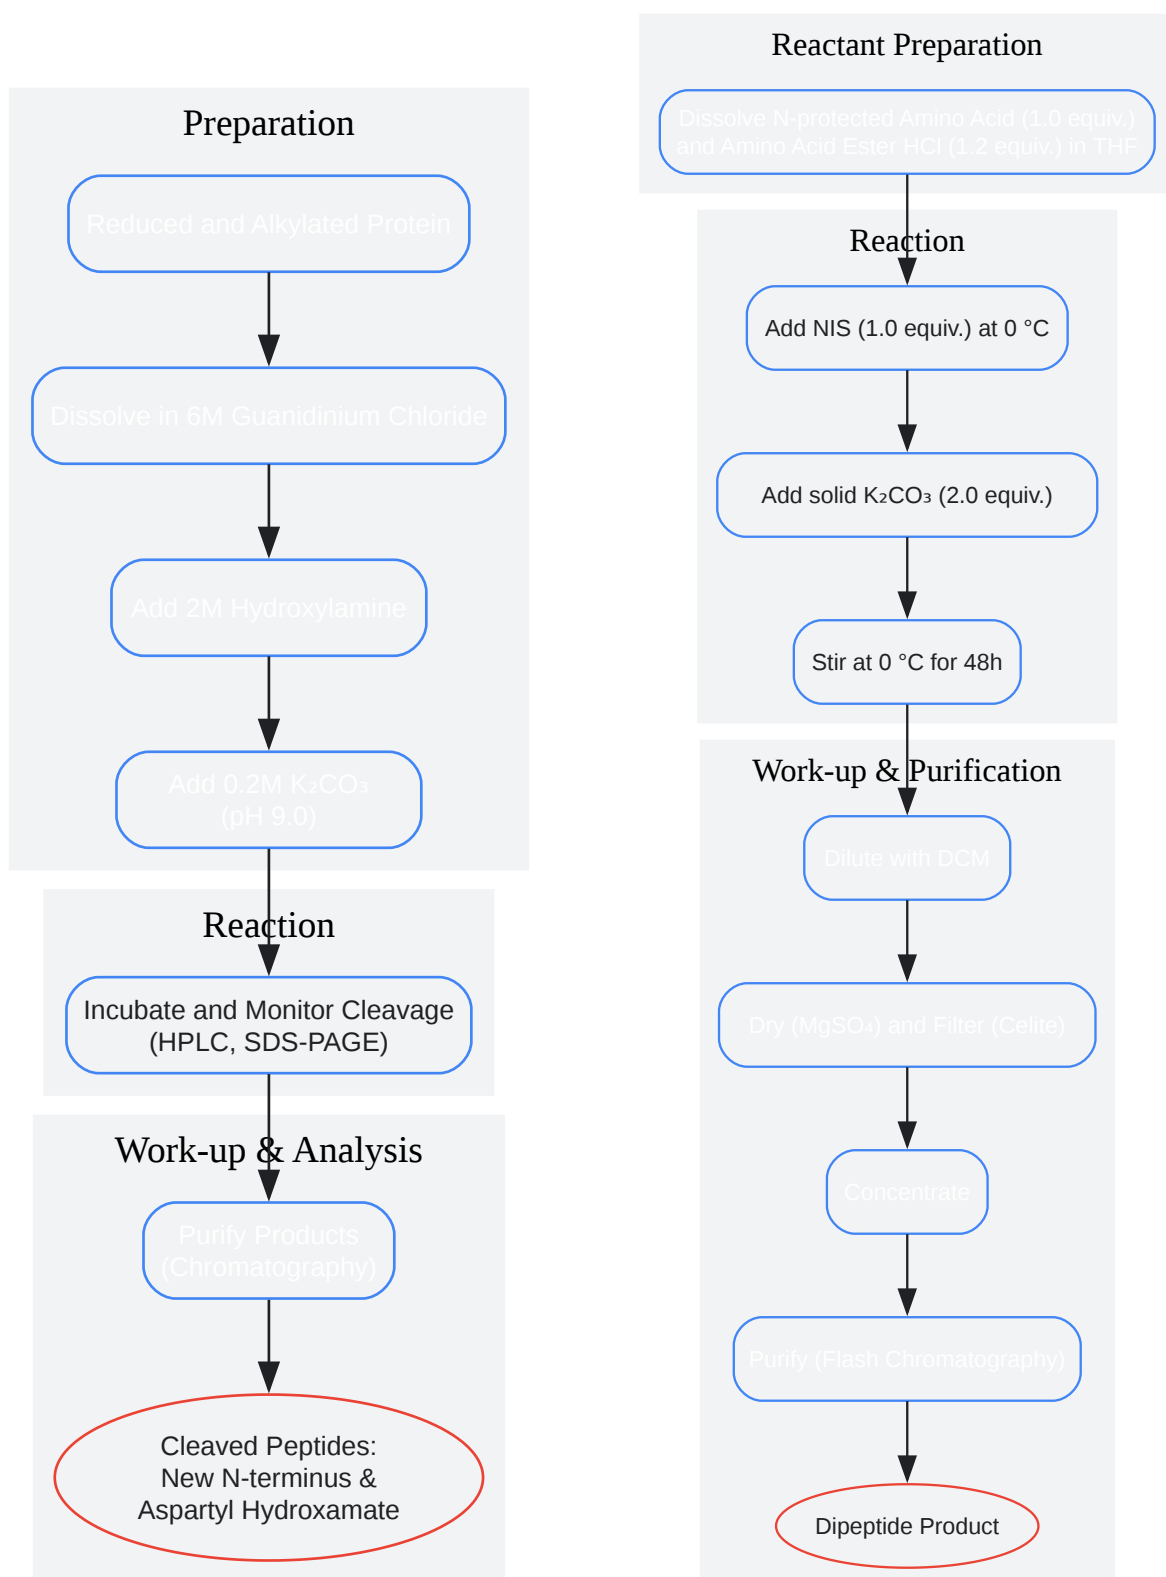 Preparation
Reduced and Alkylated Protein
Dissolve in 6M Guanidinium Chloride
Add 2M Hydroxylamine
Add 0.2M K₂CO₃
(pH 9.0)
Reaction
Incubate and Monitor Cleavage
(HPLC, SDS-PAGE)
Work-up & Analysis
Purify Products
(Chromatography)
Cleaved Peptides:
New N-terminus &
Aspartyl Hydroxamate
Reactant Preparation
Dissolve N-protected Amino Acid (1.0 equiv.)
and Amino Acid Ester HCl (1.2 equiv.) in THF
Reaction
Add NIS (1.0 equiv.) at 0 °C
Add solid K₂CO₃ (2.0 equiv.)
Stir at 0 °C for 48h
Work-up & Purification
Dilute with DCM
Dry (MgSO₄) and Filter (Celite)
Concentrate
Purify (Flash Chromatography)
Dipeptide Product